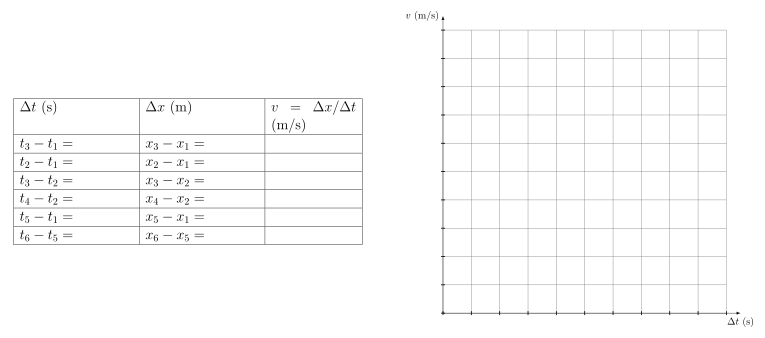 Δt (s) Δx (m) v = Δx/Δt
(m/s)
t₃ − t₁ = x₃ − x₁ =
t₂ − t₁ = x₂ − x₁ =
t₃ − t₂ = x₃ − x₂ =
t₄ − t₂ = x₄ − x₂ =
t₅ − t₁ = x₅ − x₁ =
t₆ − t₅ = x₆ − x₅ =
v (m/s)
Δt (s)